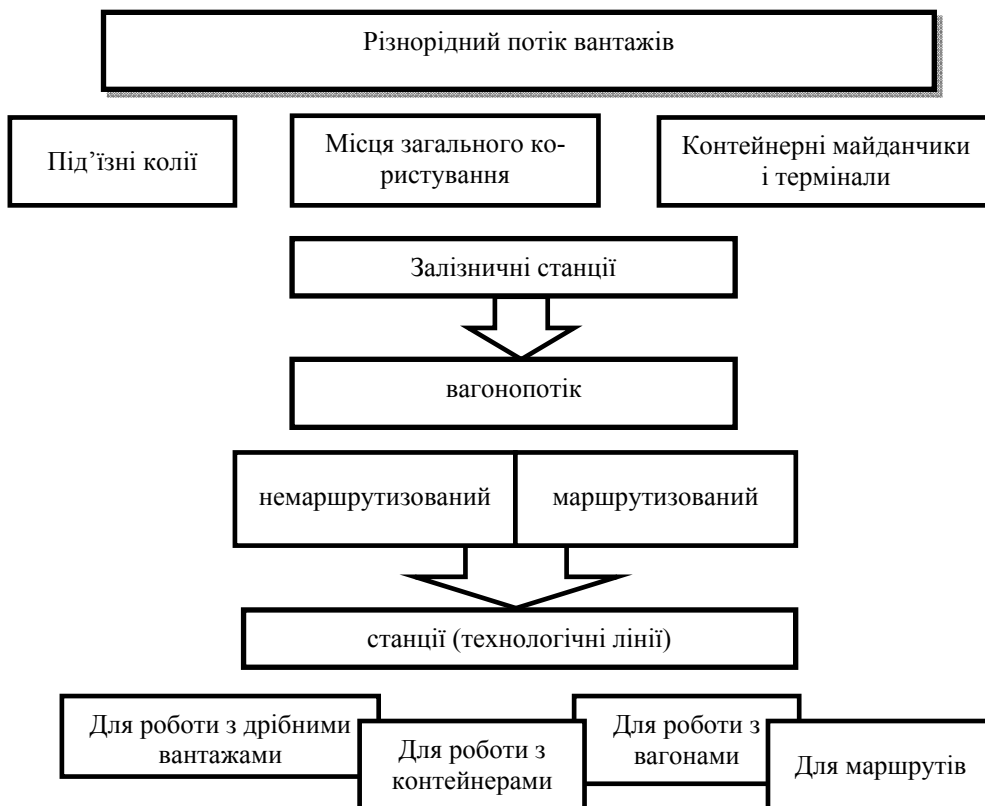 Різнорідний потік вантажів
Під’їзні колії
Місця загального ко-
ристування
Контейнерні майданчики
і термінали
Залізничні станції
вагонопотік
немаршрутизований
маршрутизований
станції (технологічні лінії)
Для роботи з дрібними
вантажами
Для роботи з
контейнерами
Для роботи з
вагонами
Для маршрутів